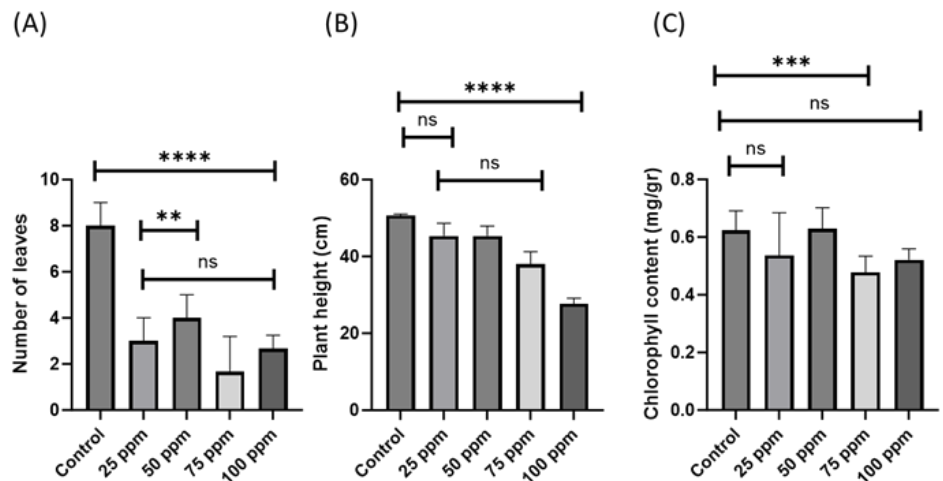 (A)
Number of leaves
10
8
6
4
2
0
****
**
ns
Control
25 ppm
50 ppm
75 ppm
100 ppm
(B)
Plant height (cm)
60
40
20
0
****
ns
ns
Control
25 ppm
50 ppm
75 ppm
100 ppm
(C)
Chlorophyll content (mg/gr)
0.8
0.6
0.4
0.2
0.0
***
ns
ns
Control
25 ppm
50 ppm
75 ppm
100 ppm